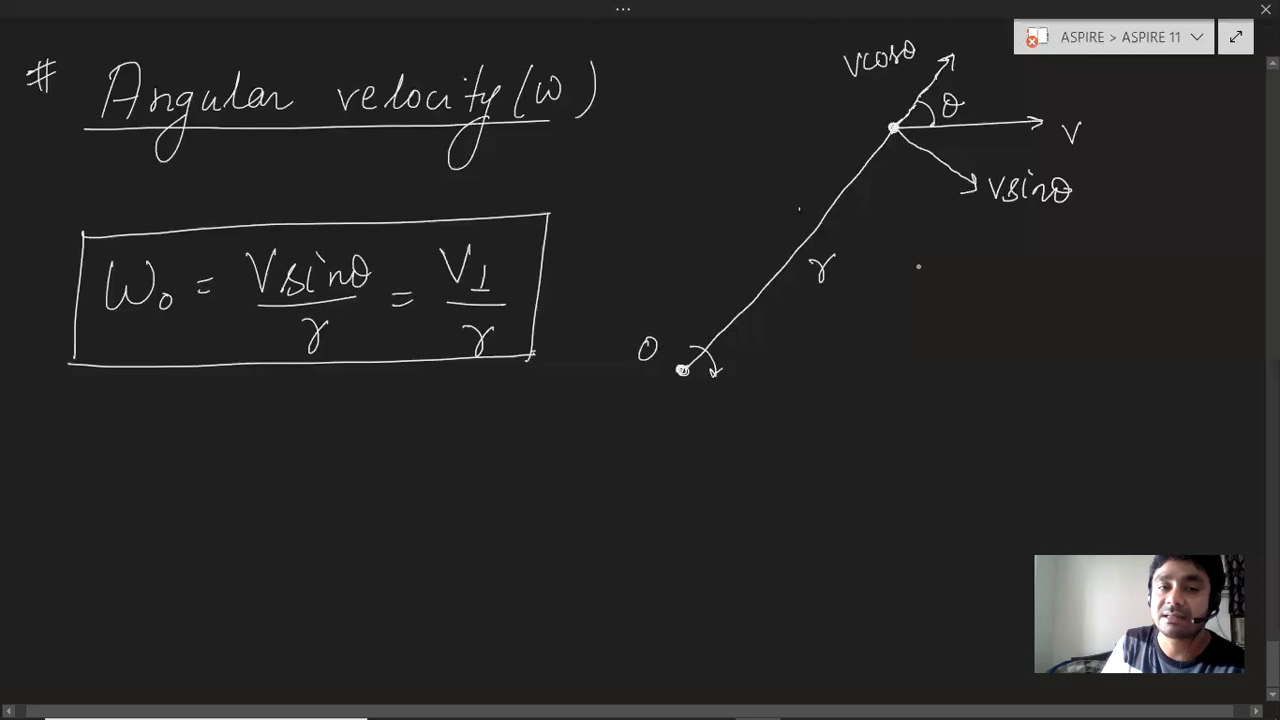 ASPIRE > ASPIRE 11
# Angular velocity (ω)
vcosθ
θ
v
vsinθ
r
O
ω₀ = vsinθ/r = v⊥/r